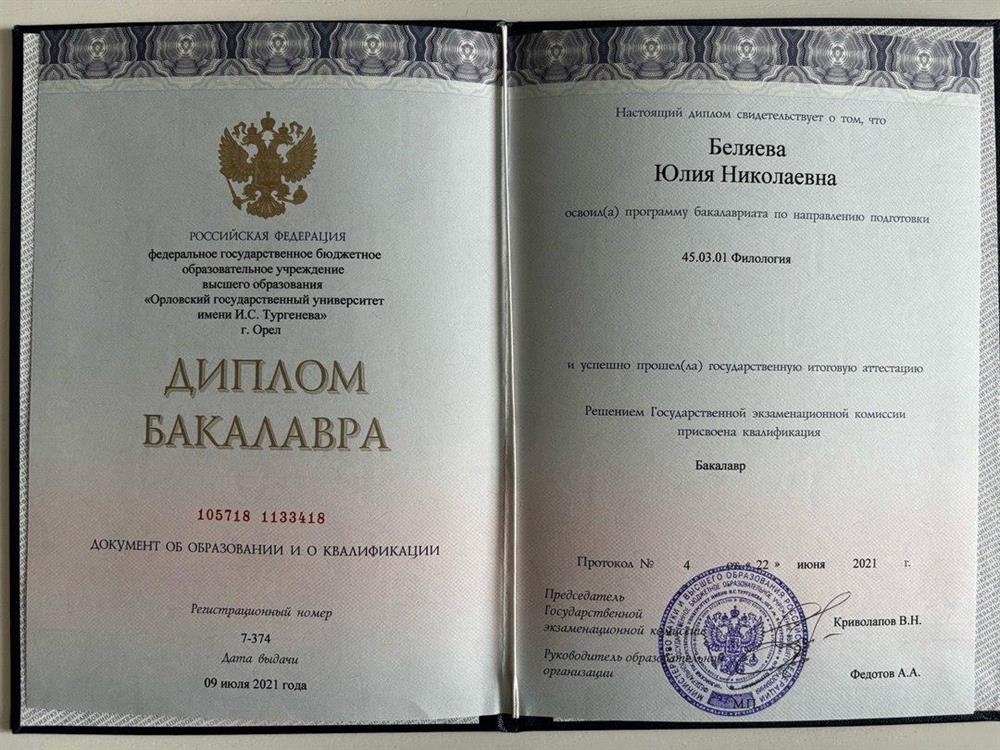 РОССИЙСКАЯ ФЕДЕРАЦИЯ
федеральное государственное бюджетное
образовательное учреждение
высшего образования
«Орловский государственный университет
имени И.С. Тургенева»
г. Орел
ДИПЛОМ
БАКАЛАВРА
105718 1133418
ДОКУМЕНТ ОБ ОБРАЗОВАНИИ И О КВАЛИФИКАЦИИ
Регистрационный номер
7-374
Дата выдачи
09 июля 2021 года
Настоящий диплом свидетельствует о том, что
Беляева
Юлия Николаевна
освоил(а) программу бакалавриата по направлению подготовки
45.03.01 Филология
и успешно прошел(ла) государственную итоговую аттестацию
Решением Государственной экзаменационной комиссии
присвоена квалификация
Бакалавр
Протокол № 4 от « 22 » июня 2021 г.
Председатель
Государственной
экзаменационной комиссии
Криволапов В.Н.
Руководитель образовательной
организации
Федотов А.А.
М.П.